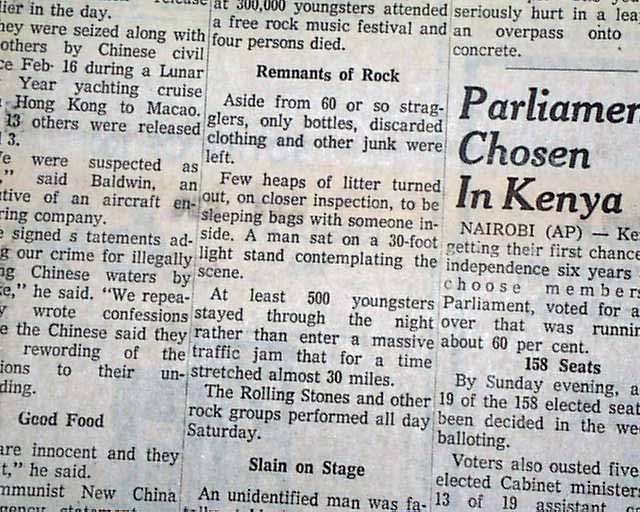 lier in the day.
hey were seized along with
others by Chinese civil
ce Feb. 16 during a Lunar
Year yachting cruise
Hong Kong to Macao.
13 others were released
3.
e were suspected as
," said Baldwin, an
tive of an aircraft en-
ring company.
e signed s tatements ad-
g our crime for illegally
ng Chinese waters by
e," he said. "We repea-
y wrote confessions
e the Chinese said they
rewording of the
ions to their un-
ding.
Good Food
are innocent and they
t," he said.
mmunist New China
gency statement
at 300,000 youngsters attended
a free rock music festival and
four persons died.
Remnants of Rock
Aside from 60 or so strag-
glers, only bottles, discarded
clothing and other junk were
left.
Few heaps of litter turned
out, on closer inspection, to be
sleeping bags with someone in-
side. A man sat on a 30-foot
light stand contemplating the
scene.
At least 500 youngsters
stayed through the night
rather than enter a massive
traffic jam that for a time
stretched almost 30 miles.
The Rolling Stones and other
rock groups performed all day
Saturday.
Slain on Stage
An unidentified man was fa-
seriously hurt in a lea
an overpass onto
concrete.
Parliamen
Chosen
In Kenya
NAIROBI (AP) — Ke
getting their first chance
independence six years
choose members
Parliament, voted for a
over that was runnin
about 60 per cent.
158 Seats
By Sunday evening, a
19 of the 158 elected seat
been decided in the we
balloting.
Voters also ousted five
elected Cabinet minister
13 of 19 assistant